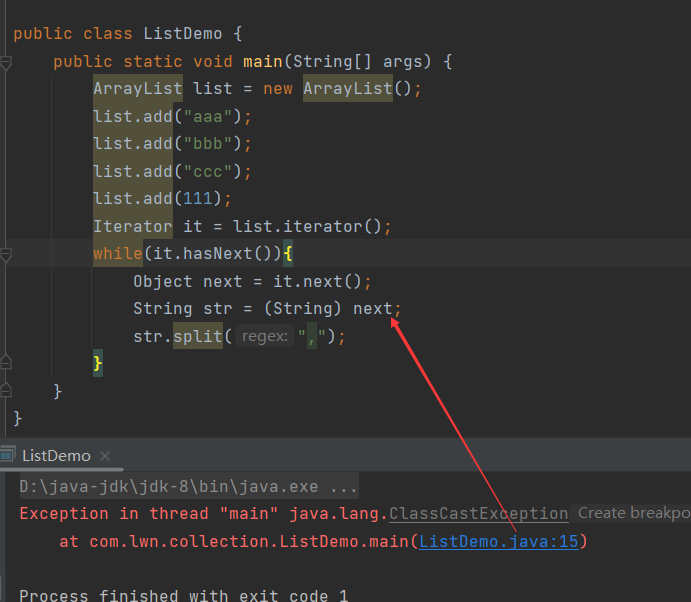 public class ListDemo {
public static void main(String[] args) {
ArrayList list = new ArrayList();
list.add("aaa");
list.add("bbb");
list.add("ccc");
list.add(111);
Iterator it = list.iterator();
while(it.hasNext()){
Object next = it.next();
String str = (String) next;
str.split( regex: ",");
}
}
}
ListDemo ×
D:\java-jdk\jdk-8\bin\java.exe ...
Exception in thread "main" java.lang.ClassCastException Create breakpo
at com.lwn.collection.ListDemo.main(ListDemo.java:15)
Process finished with exit code 1